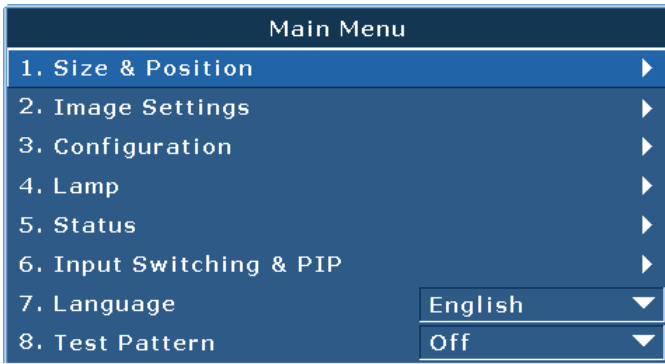 Main Menu
1. Size & Position
2. Image Settings
3. Configuration
4. Lamp
5. Status
6. Input Switching & PIP
7. Language English
8. Test Pattern Off